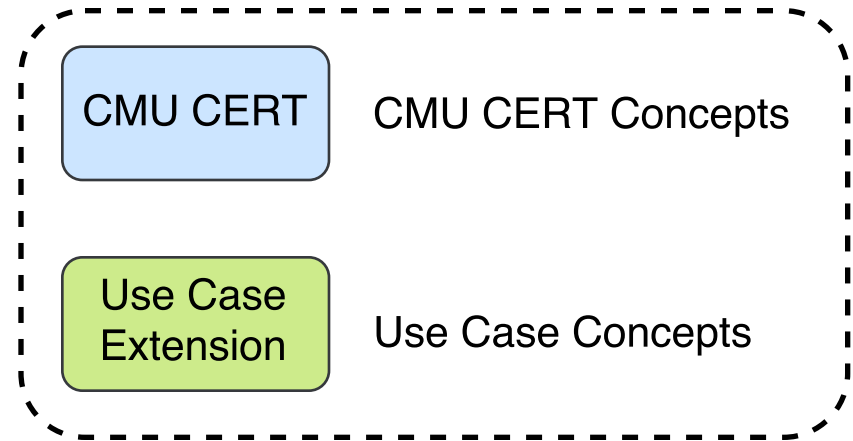 CMU CERT
CMU CERT Concepts
Use Case
Extension
Use Case Concepts